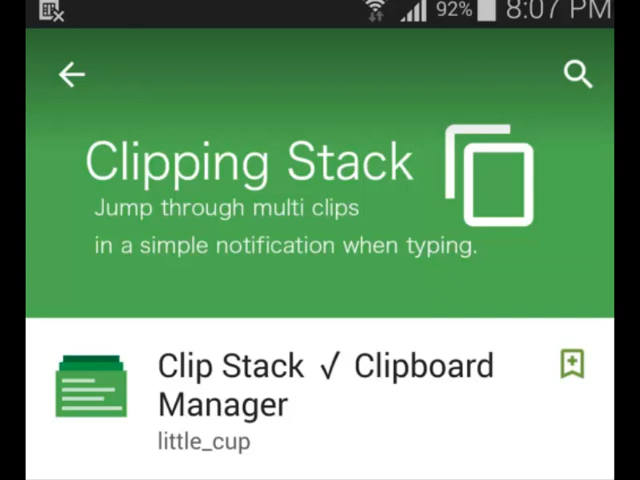 92% 8:07 PM
Clipping Stack
Jump through multi clips
in a simple notification when typing.
Clip Stack √ Clipboard
Manager
little_cup